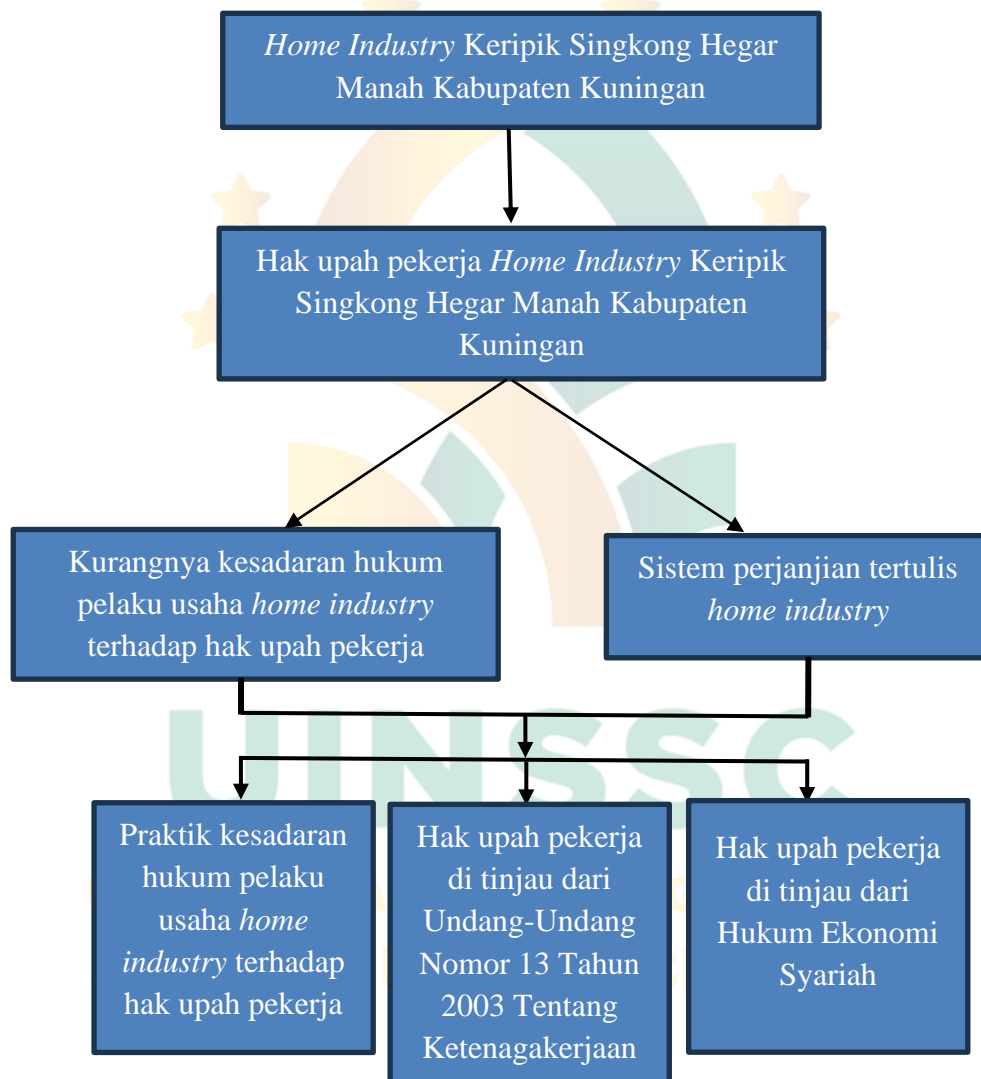 Home Industry Keripik Singkong Hegar
Manah Kabupaten Kuningan
Hak upah pekerja Home Industry Keripik
Singkong Hegar Manah Kabupaten
Kuningan
Kurangnya kesadaran hukum
pelaku usaha home industry
terhadap hak upah pekerja
Sistem perjanjian tertulis
home industry
UINSSC
Praktik kesadaran
hukum pelaku
usaha home
industry terhadap
hak upah pekerja
Hak upah pekerja
di tinjau dari
Undang-Undang
Nomor 13 Tahun
2003 Tentang
Ketenagakerjaan
Hak upah pekerja
di tinjau dari
Hukum Ekonomi
Syariah